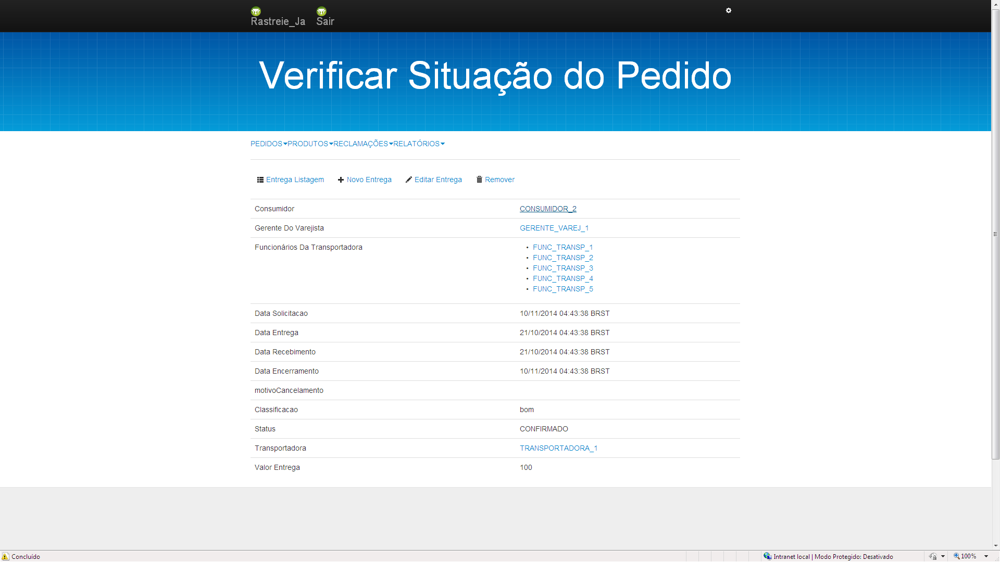 Rastreie_Ja Sair
Verificar Situação do Pedido
PEDIDOS PRODUTOS RECLAMAÇÕES RELATÓRIOS
Entrega Listagem Novo Entrega Editar Entrega Remover
Consumidor CONSUMIDOR_2
Gerente Do Varejista GERENTE_VAREJ_1
Funcionários Da Transportadora • FUNC_TRANSP_1
• FUNC_TRANSP_2
• FUNC_TRANSP_3
• FUNC_TRANSP_4
• FUNC_TRANSP_5
Data Solicitacao 10/11/2014 04:43:38 BRST
Data Entrega 21/10/2014 04:43:38 BRST
Data Recebimento 21/10/2014 04:43:38 BRST
Data Encerramento 10/11/2014 04:43:38 BRST
motivoCancelamento
Classificacao bom
Status CONFIRMADO
Transportadora TRANSPORTADORA_1
Valor Entrega 100
Concluído Intranet local | Modo Protegido: Desativado 100%